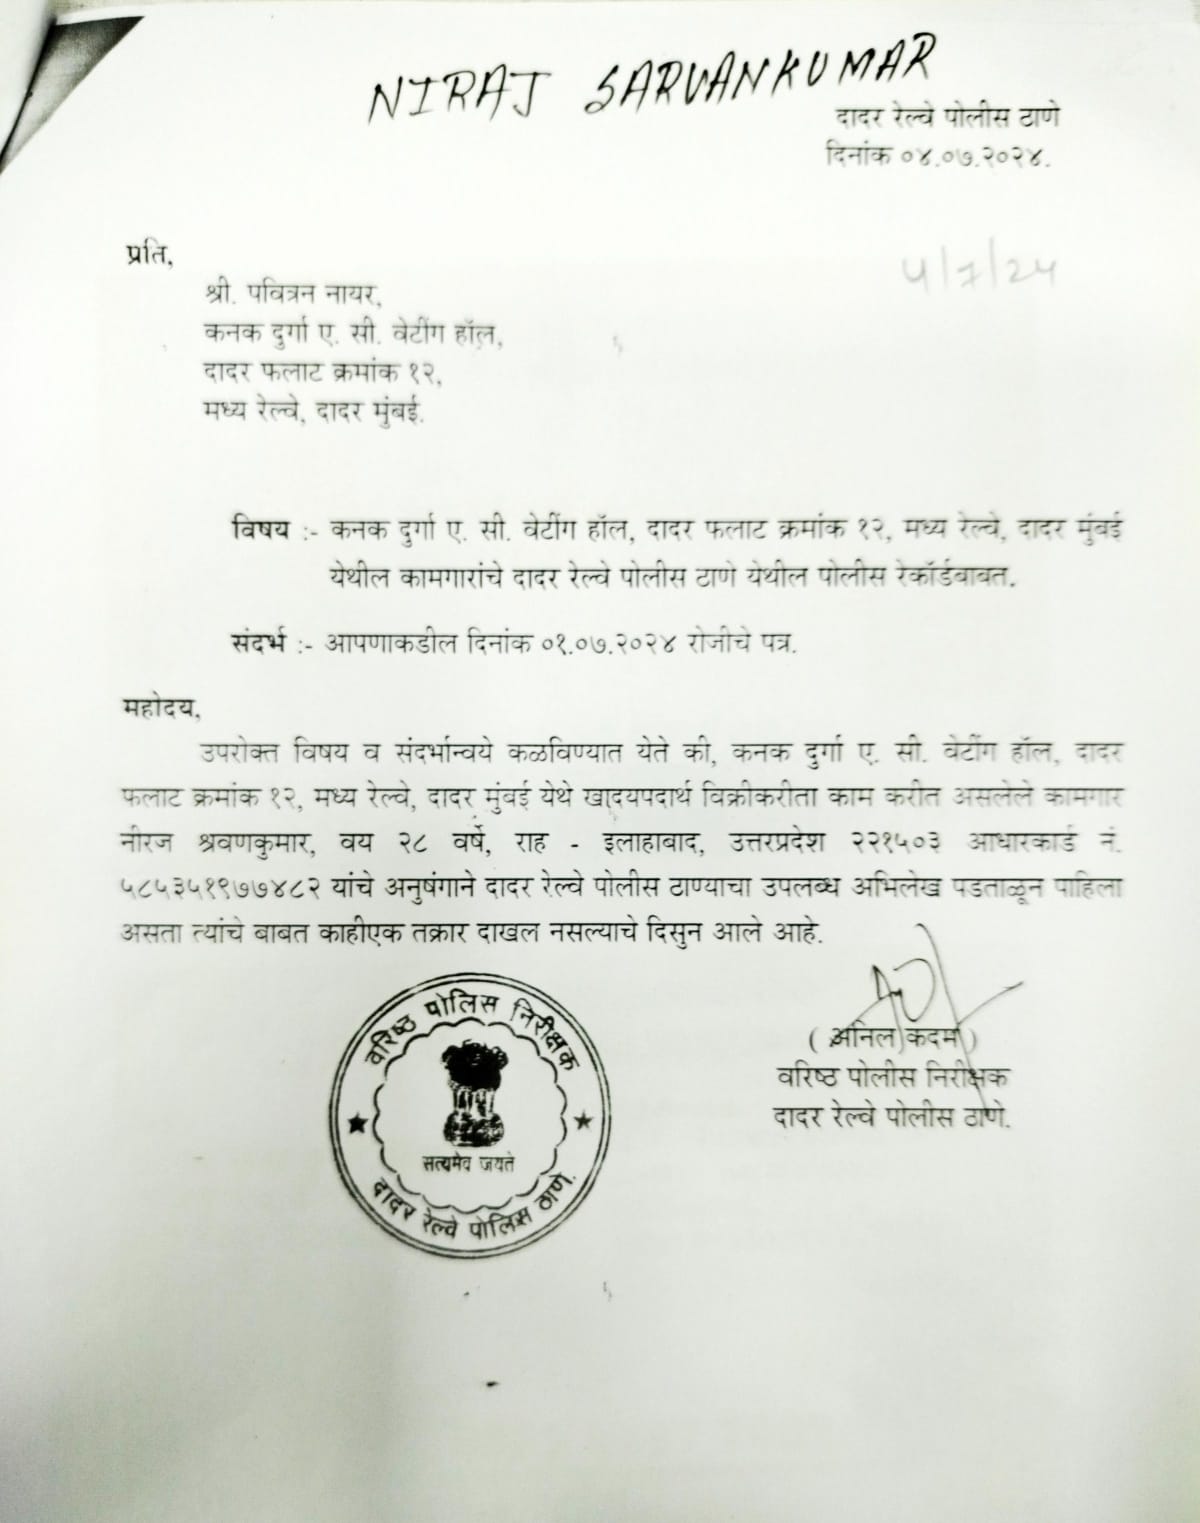 NIRAJ SARVANKUMAR
दादर रेल्वे पोलीस ठाणे
दिनांक ०४.०७.२०२४.
4/7/24
प्रति,
श्री. पवित्रन नायर,
कनक दुर्गा ए. सी. वेटींग हॉल,
दादर फलाट क्रमांक १२,
मध्य रेल्वे, दादर मुंबई.
विषय :- कनक दुर्गा ए. सी. वेटींग हॉल, दादर फलाट क्रमांक १२, मध्य रेल्वे, दादर मुंबई
येथील कामगारांचे दादर रेल्वे पोलीस ठाणे येथील पोलीस रेकॉर्डबाबत.
संदर्भ :- आपणाकडील दिनांक ०१.०७.२०२४ रोजीचे पत्र.
महोदय,
उपरोक्त विषय व संदर्भान्वये कळविण्यात येते की, कनक दुर्गा ए. सी. वेटींग हॉल, दादर
फलाट क्रमांक १२, मध्य रेल्वे, दादर मुंबई येथे खादयपदार्थ विक्रीकरीता काम करीत असलेले कामगार
नीरज श्रवणकुमार, वय २८ वर्षे, राह - इलाहाबाद, उत्तरप्रदेश २२१५०३ आधारकार्ड नं.
५८५३५१९७७४८२ यांचे अनुषंगाने दादर रेल्वे पोलीस ठाण्याचा उपलब्ध अभिलेख पडताळून पाहिला
असता त्यांचे बाबत काहीएक तक्रार दाखल नसल्याचे दिसुन आले आहे.
वरिष्ठ पोलिस निरीक्षक
सत्यमेव जयते
दादर रेल्वे पोलिस ठाणे.
( अनिल कदम )
वरिष्ठ पोलीस निरीक्षक
दादर रेल्वे पोलीस ठाणे.